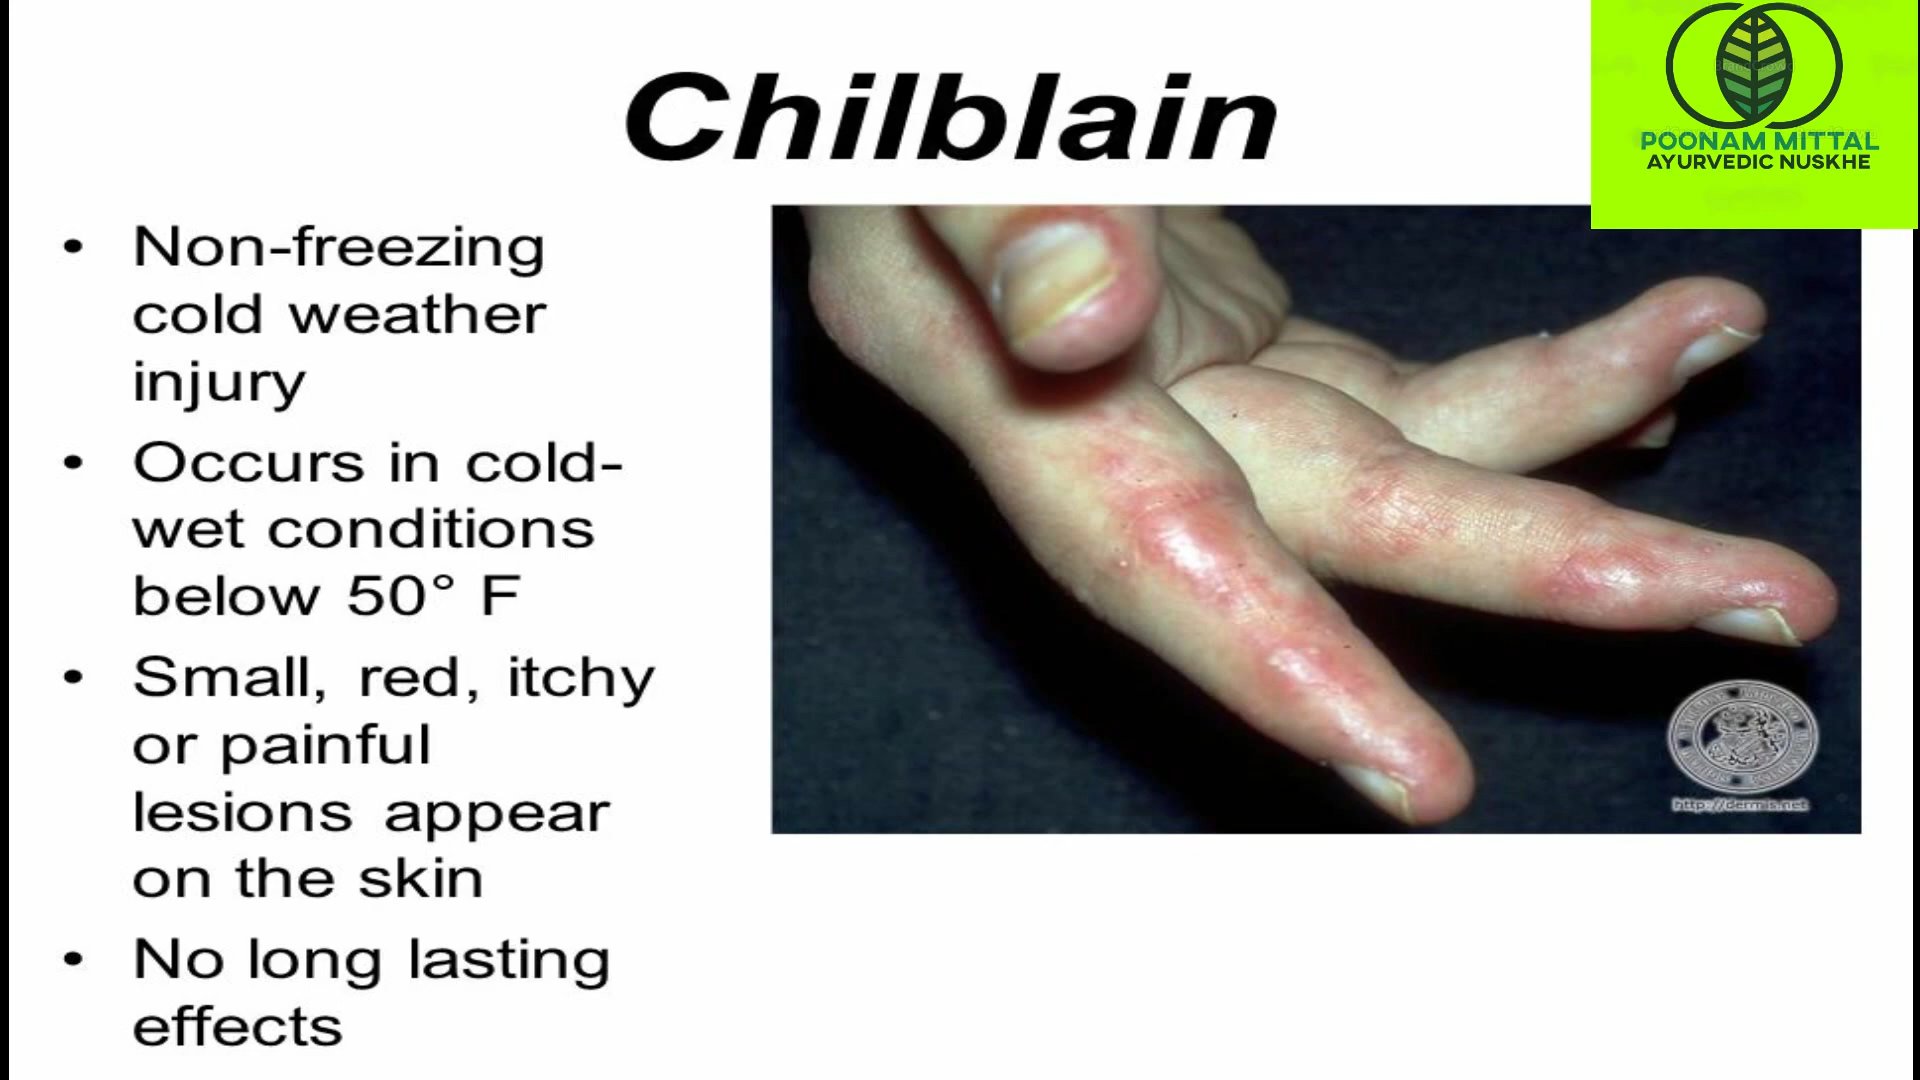 Chilblain
POONAM MITTAL
AYURVEDIC NUSKHE
• Non-freezing
cold weather
injury
• Occurs in cold-
wet conditions
below 50° F
• Small, red, itchy
or painful
lesions appear
on the skin
• No long lasting
effects
http://dermis.net